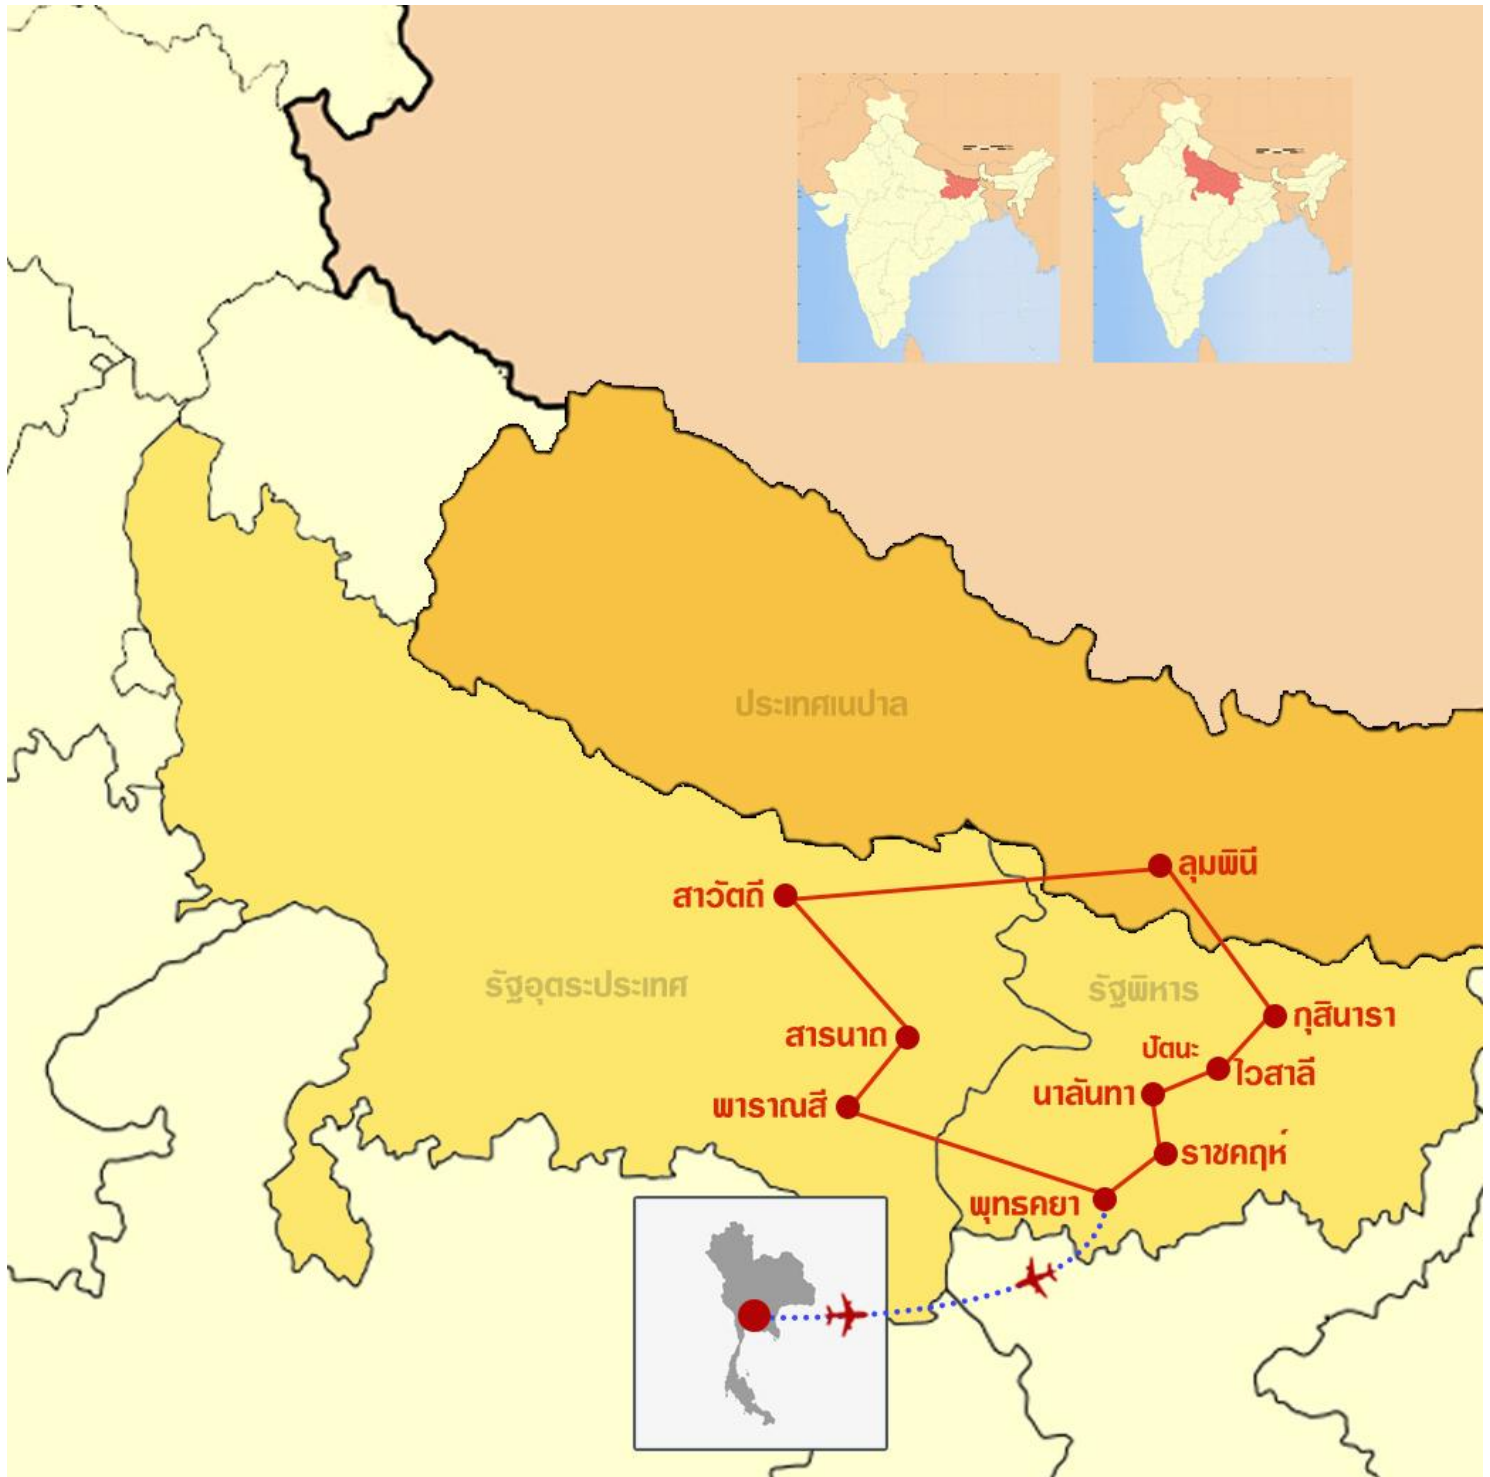 ประเทศเนปาล
ลุมพินี
สาวัตถี
รัฐอุตระประเทศ
รัฐพิหาร
กุสินารา
สารนาถ
ปัตนะ
ไวสาลี
นาลันทา
พาราณสี
ราชคฤห์
พุทธคยา